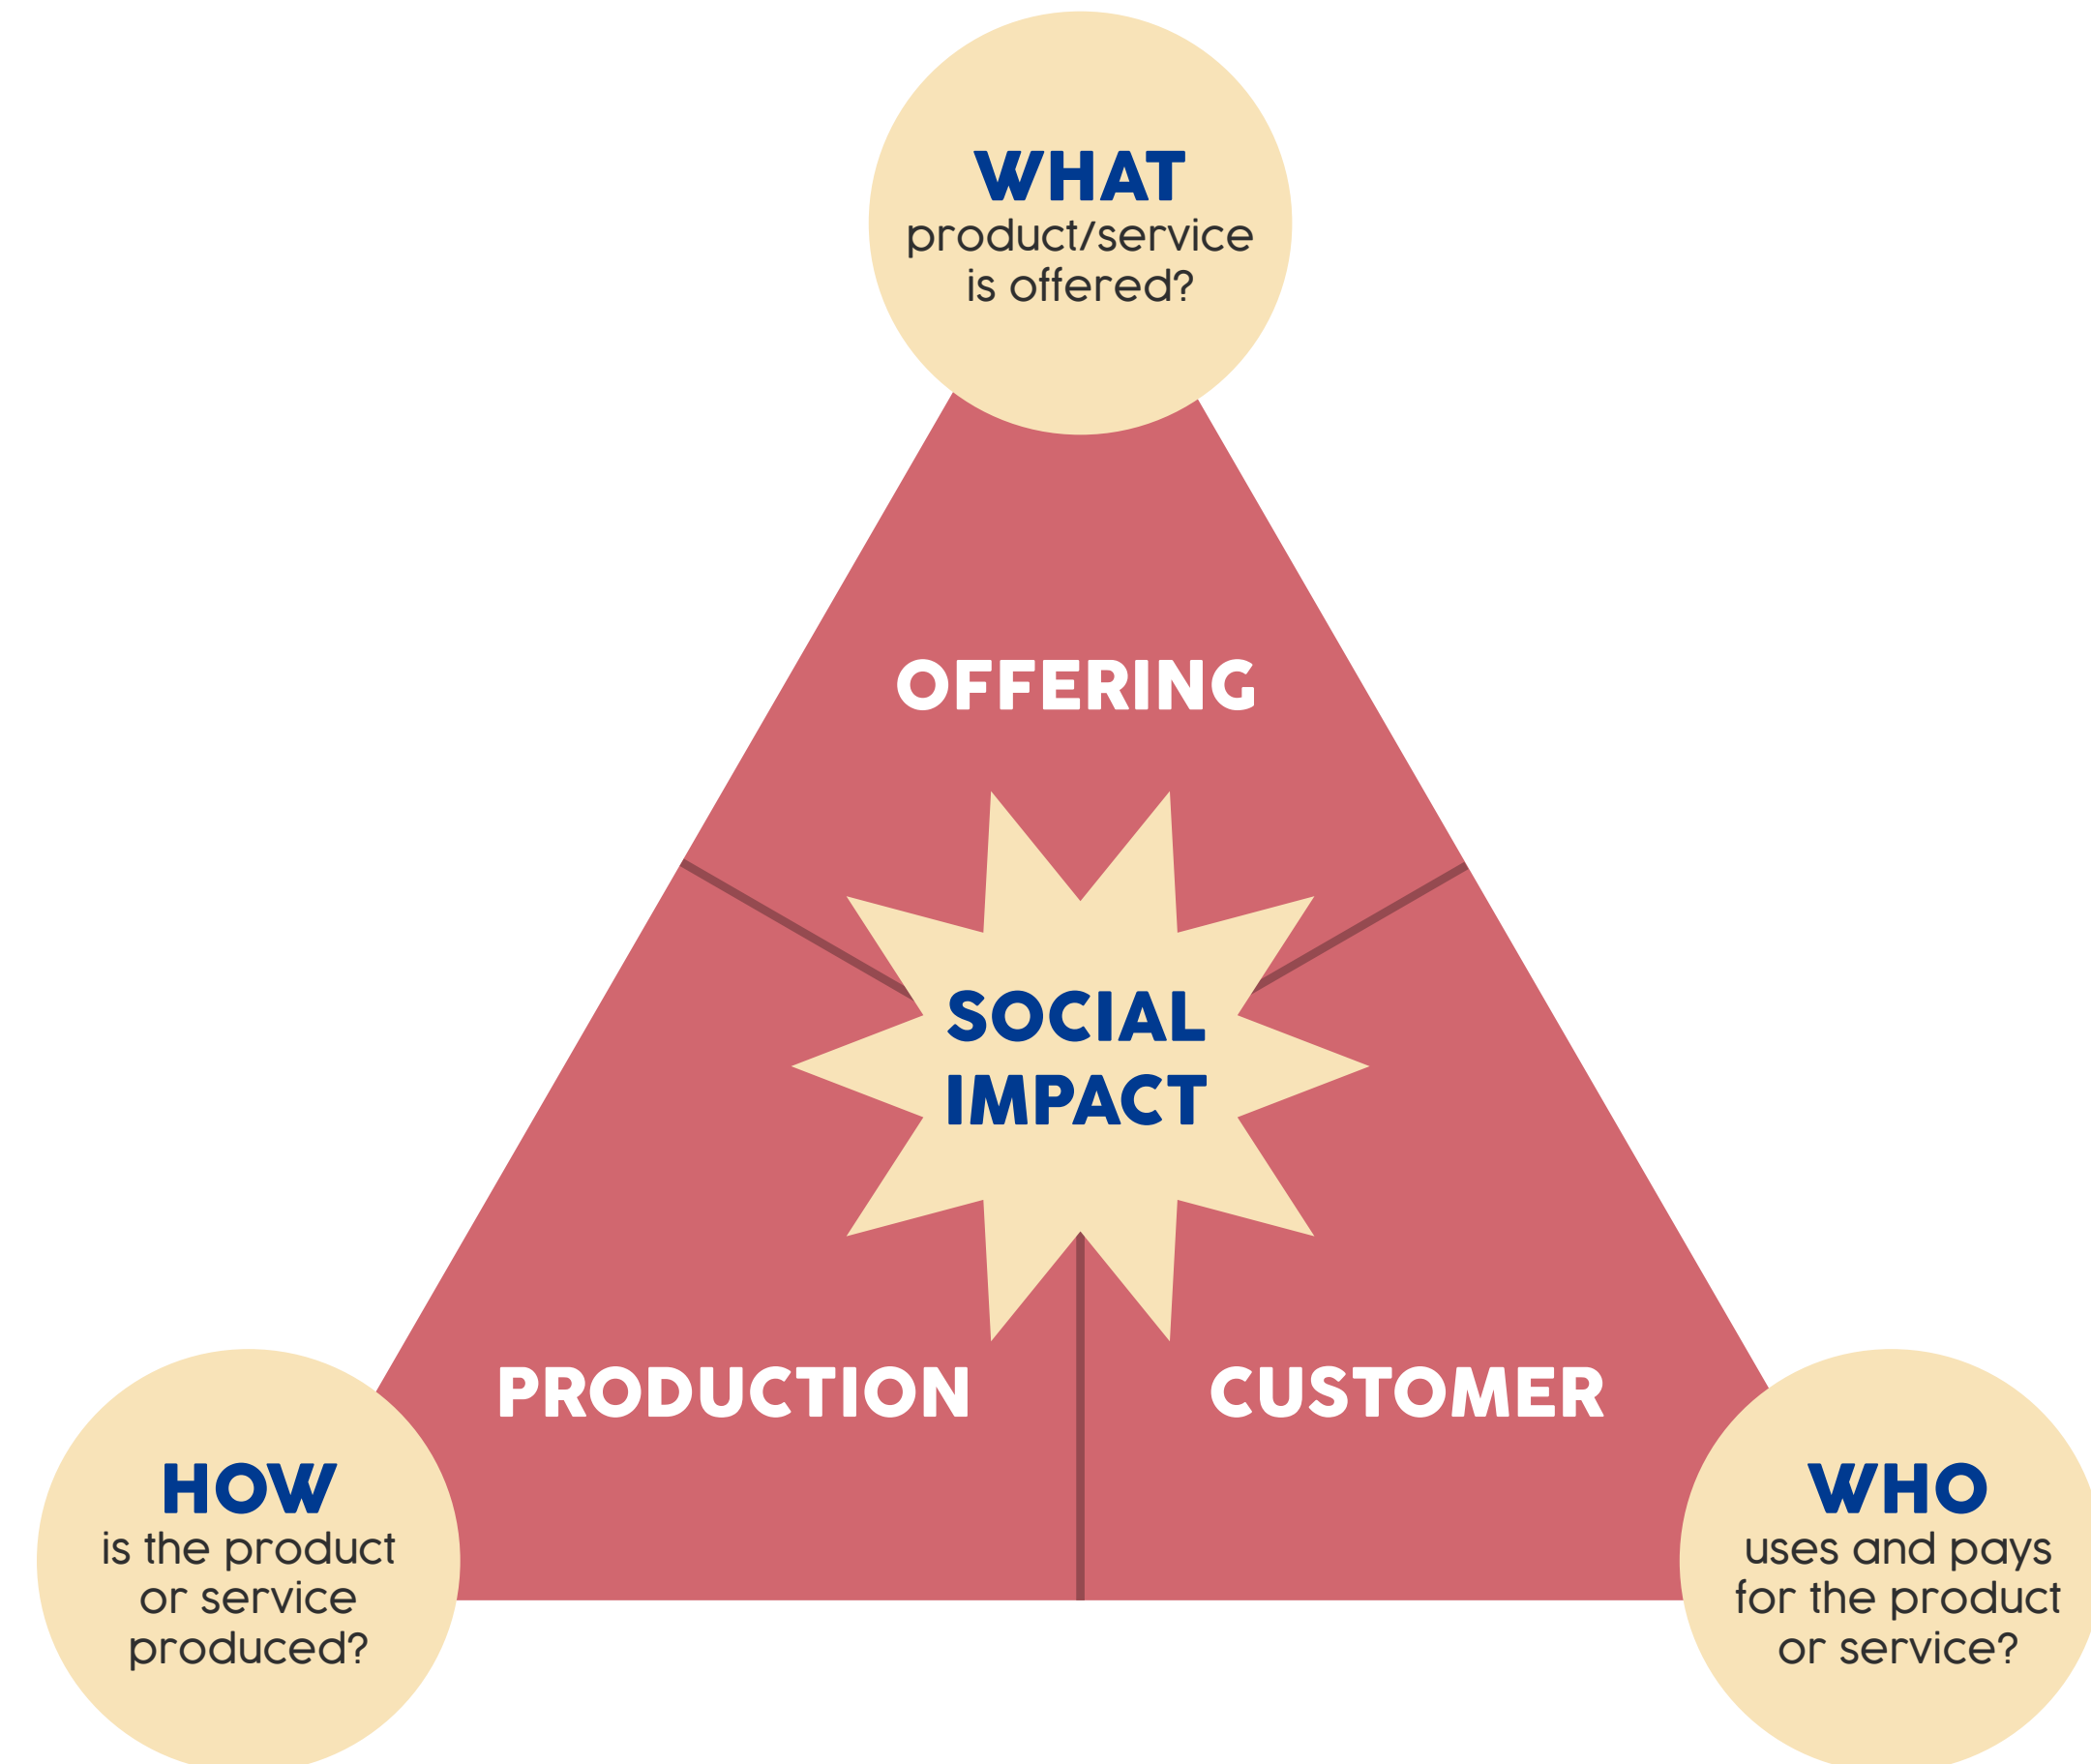 WHAT
product/service
is offered?
OFFERING
SOCIAL
IMPACT
PRODUCTION
CUSTOMER
HOW
is the product
or service
produced?
WHO
uses and pays
for the product
or service?